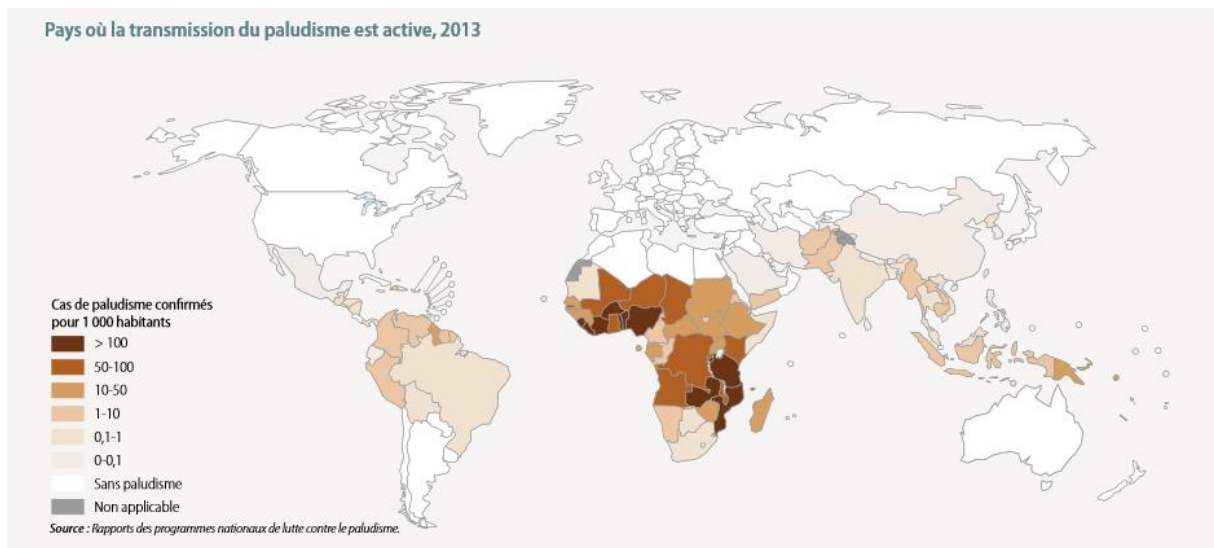 Pays où la transmission du paludisme est active, 2013
Cas de paludisme confirmés
pour 1 000 habitants
> 100
50-100
10-50
1-10
0,1-1
0-0,1
Sans paludisme
Non applicable
Source : Rapports des programmes nationaux de lutte contre le paludisme.